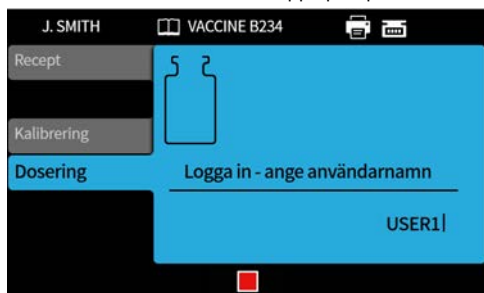 J. SMITH VACCINE B234
Recept
Kalibrering
Dosering
Logga in - ange användarnamn
USER1